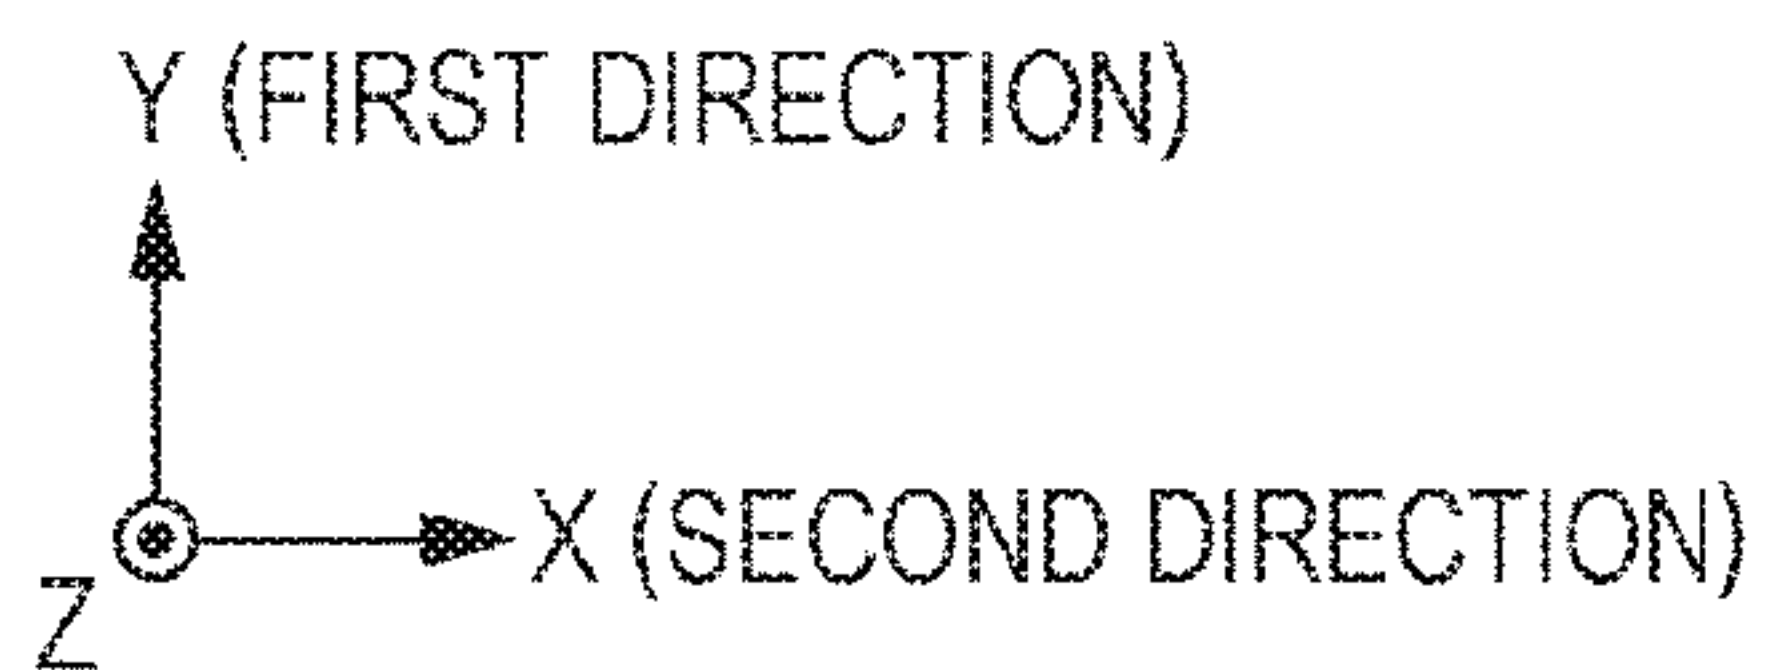 Y (FIRST DIRECTION)
X (SECOND DIRECTION)
Z